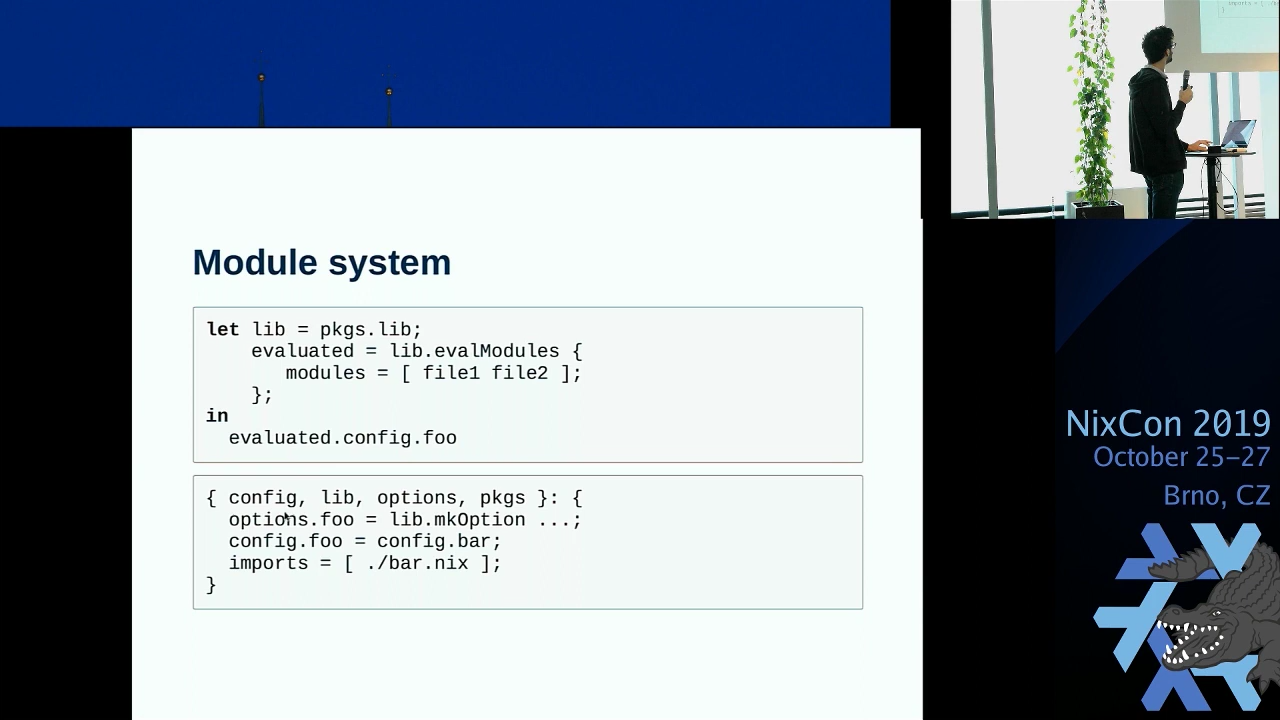 Module system
let lib = pkgs.lib;
    evaluated = lib.evalModules {
       modules = [ file1 file2 ];
    };
in
  evaluated.config.foo
{ config, lib, options, pkgs }: {
  options.foo = lib.mkOption ...;
  config.foo = config.bar;
  imports = [ ./bar.nix ];
}
NixCon 2019
October 25–27
Brno, CZ